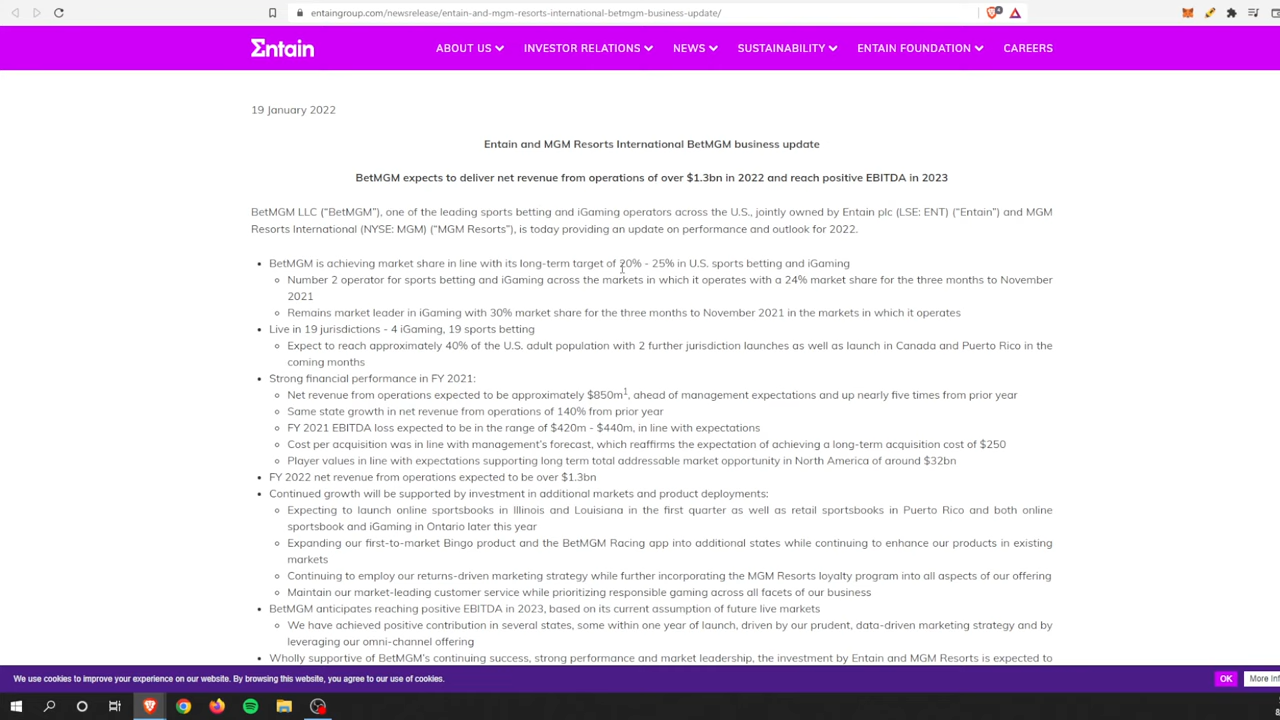 entaingroup.com/newsrelease/entain-and-mgm-resorts-international-betmgm-business-update/
4
Entain
ABOUT US
INVESTOR RELATIONS
NEWS
SUSTAINABILITY
ENTAIN FOUNDATION
CAREERS
19 January 2022
Entain and MGM Resorts International BetMGM business update
BetMGM expects to deliver net revenue from operations of over $1.3bn in 2022 and reach positive EBITDA in 2023
BetMGM LLC ("BetMGM"), one of the leading sports betting and iGaming operators across the U.S., jointly owned by Entain plc (LSE: ENT) ("Entain") and MGM
Resorts International (NYSE: MGM) ("MGM Resorts"), is today providing an update on performance and outlook for 2022.
• BetMGM is achieving market share in line with its long-term target of 20% - 25% in U.S. sports betting and iGaming
◦ Number 2 operator for sports betting and iGaming across the markets in which it operates with a 24% market share for the three months to November
2021
◦ Remains market leader in iGaming with 30% market share for the three months to November 2021 in the markets in which it operates
• Live in 19 jurisdictions - 4 iGaming, 19 sports betting
◦ Expect to reach approximately 40% of the U.S. adult population with 2 further jurisdiction launches as well as launch in Canada and Puerto Rico in the
coming months
• Strong financial performance in FY 2021:
◦ Net revenue from operations expected to be approximately $850m¹, ahead of management expectations and up nearly five times from prior year
◦ Same state growth in net revenue from operations of 140% from prior year
◦ FY 2021 EBITDA loss expected to be in the range of $420m - $440m, in line with expectations
◦ Cost per acquisition was in line with management's forecast, which reaffirms the expectation of achieving a long-term acquisition cost of $250
◦ Player values in line with expectations supporting long term total addressable market opportunity in North America of around $32bn
• FY 2022 net revenue from operations expected to be over $1.3bn
• Continued growth will be supported by investment in additional markets and product deployments:
◦ Expecting to launch online sportsbooks in Illinois and Louisiana in the first quarter as well as retail sportsbooks in Puerto Rico and both online
sportsbook and iGaming in Ontario later this year
◦ Expanding our first-to-market Bingo product and the BetMGM Racing app into additional states while continuing to enhance our products in existing
markets
◦ Continuing to employ our returns-driven marketing strategy while further incorporating the MGM Resorts loyalty program into all aspects of our offering
◦ Maintain our market-leading customer service while prioritizing responsible gaming across all facets of our business
• BetMGM anticipates reaching positive EBITDA in 2023, based on its current assumption of future live markets
◦ We have achieved positive contribution in several states, some within one year of launch, driven by our prudent, data-driven marketing strategy and by
leveraging our omni-channel offering
• Wholly supportive of BetMGM's continuing success, strong performance and market leadership, the investment by Entain and MGM Resorts is expected to
We use cookies to improve your experience on our website. By browsing this website, you agree to our use of cookies.
OK
More Inf